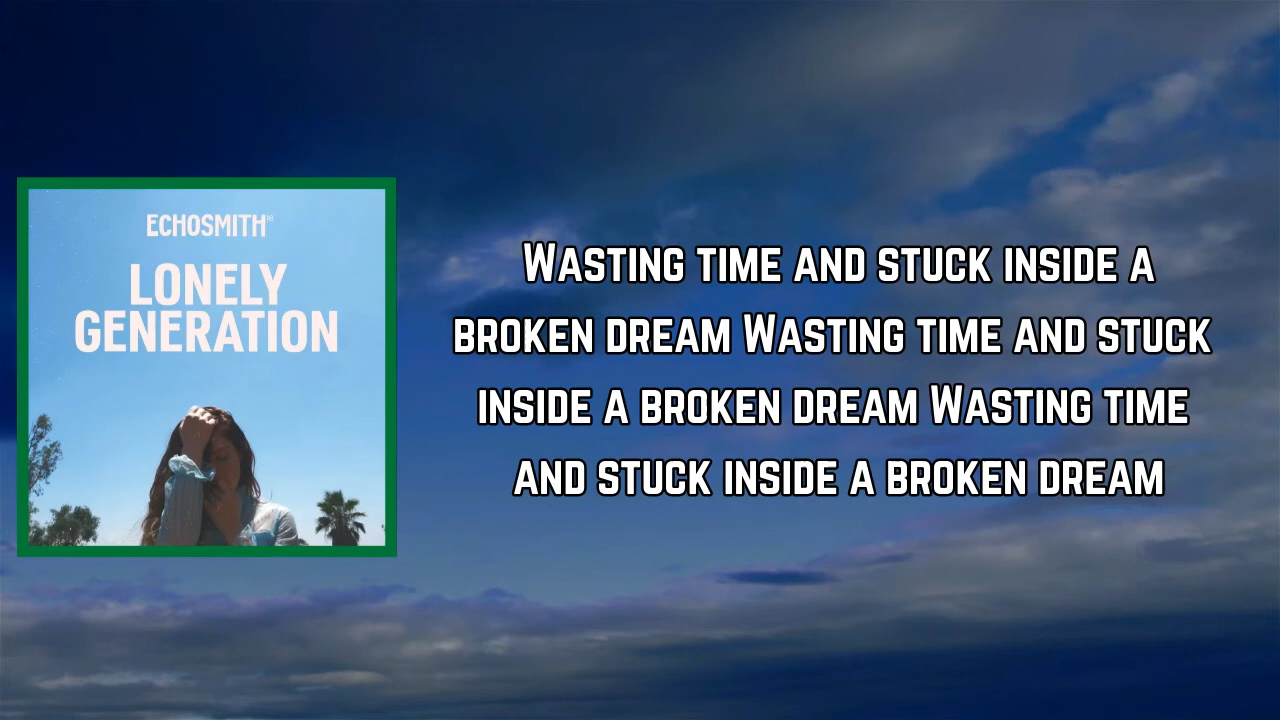 ECHOSMITH
LONELY
GENERATION
Wasting time and stuck inside a
broken dream Wasting time and stuck
inside a broken dream Wasting time
and stuck inside a broken dream